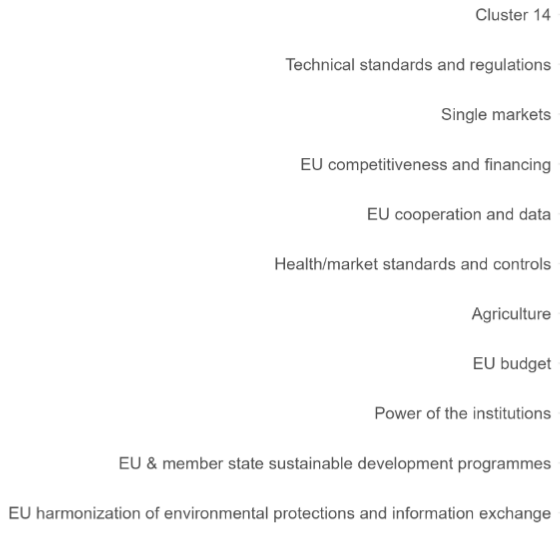 Cluster 14
Technical standards and regulations
Single markets
EU competitiveness and financing
EU cooperation and data
Health/market standards and controls
Agriculture
EU budget
Power of the institutions
EU & member state sustainable development programmes
EU harmonization of environmental protections and information exchange